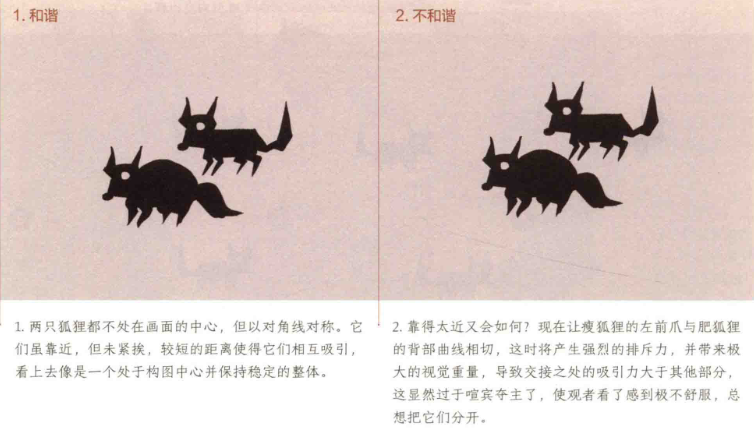 1. 和谐
2. 不和谐
1. 两只狐狸都不处在画面的中心，但以对角线对称。它
们虽靠近，但未紧挨，较短的距离使得它们相互吸引，
看上去像是一个处于构图中心并保持稳定的整体。
2. 靠得太近又会如何？现在让瘦狐狸的左前爪与肥狐狸
的背部曲线相切，这时将产生强烈的排斥力，并带来极
大的视觉重量，导致交接之处的吸引力大于其他部分，
这显然过于喧宾夺主了，使观者看了感到极不舒服，总
想把它们分开。